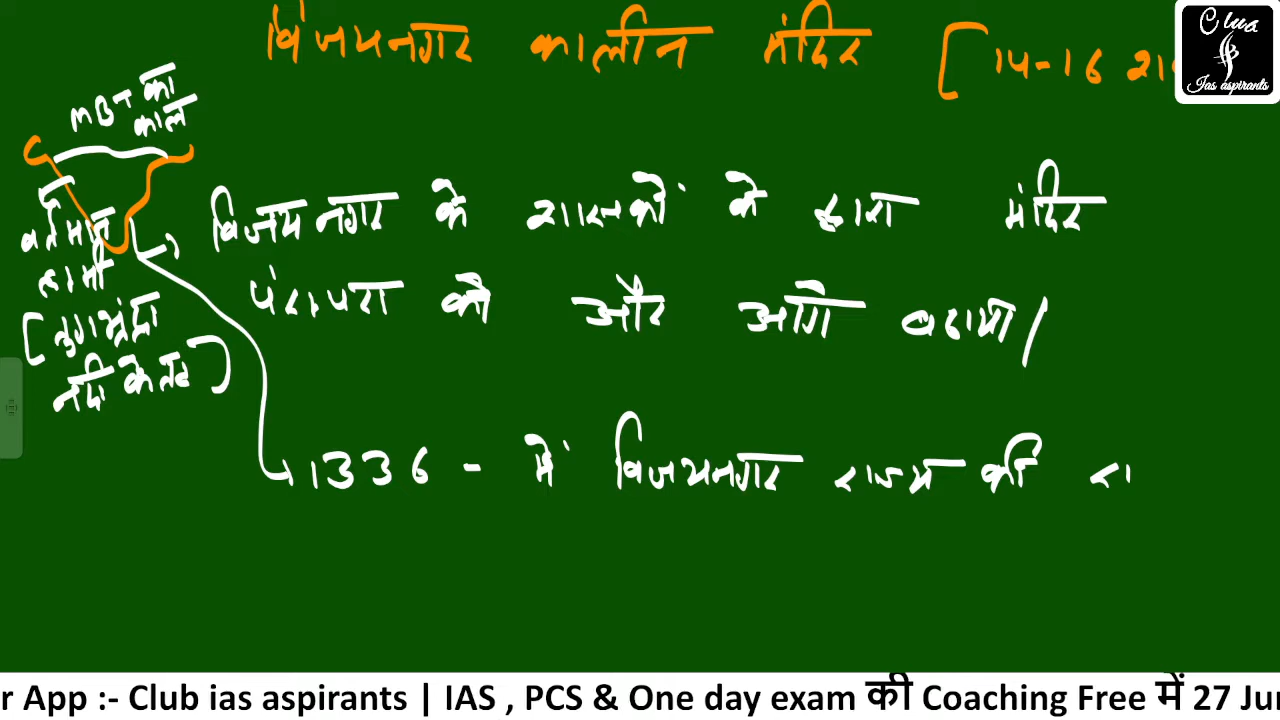 विजयनगर कालीन मंदिर [14-16
Club
Ias aspirants
MBT का
काल
वर्तमान
हम्पी
[तुंगभद्रा
नदी के तट]
विजयनगर के शासकों के द्वारा मंदिर
परंपरा को और आगे बढ़ाया।
1336 - में विजयनगर राज्य की
r App :- Club ias aspirants | IAS , PCS & One day exam की Coaching Free में 27 Jun